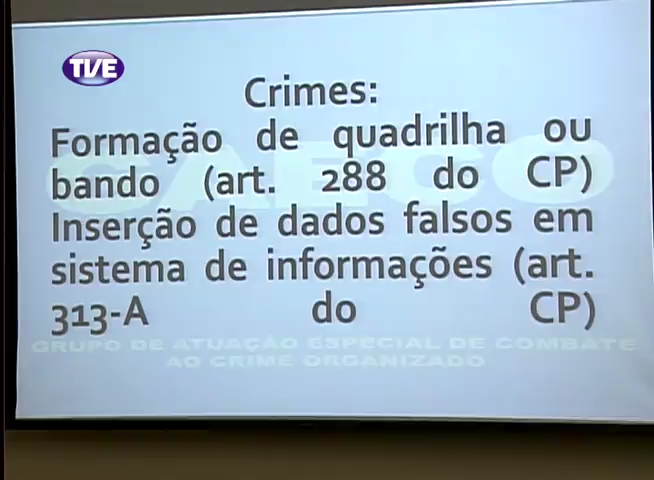 TVE
Crimes:
Formação de quadrilha ou
bando (art. 288 do CP)
Inserção de dados falsos em
sistema de informações (art.
313-A do CP)
GAECO
GRUPO DE ATUAÇÃO ESPECIAL DE COMBATE
AO CRIME ORGANIZADO